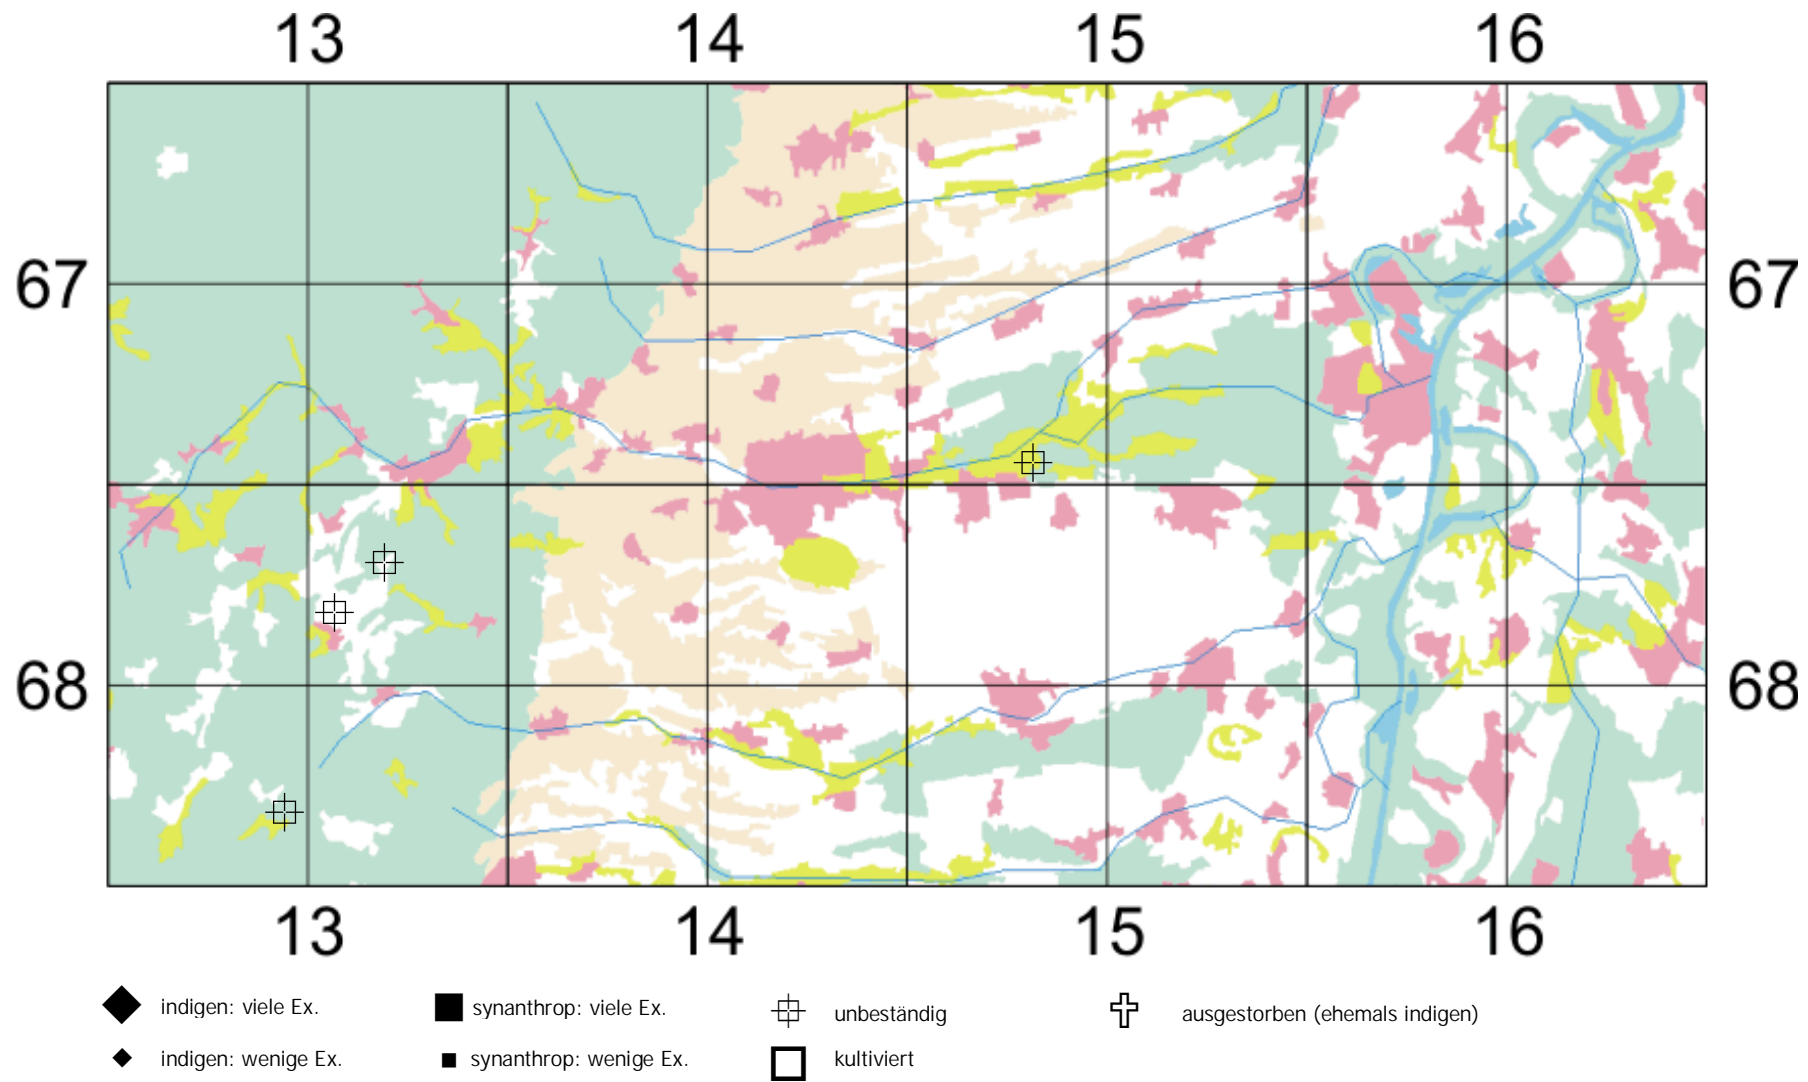 13 14 15 16
67 67
68 68
13 14 15 16
indigen: viele Ex. synanthrop: viele Ex. unbeständig ausgestorben (ehemals indigen)
indigen: wenige Ex. synanthrop: wenige Ex. kultiviert